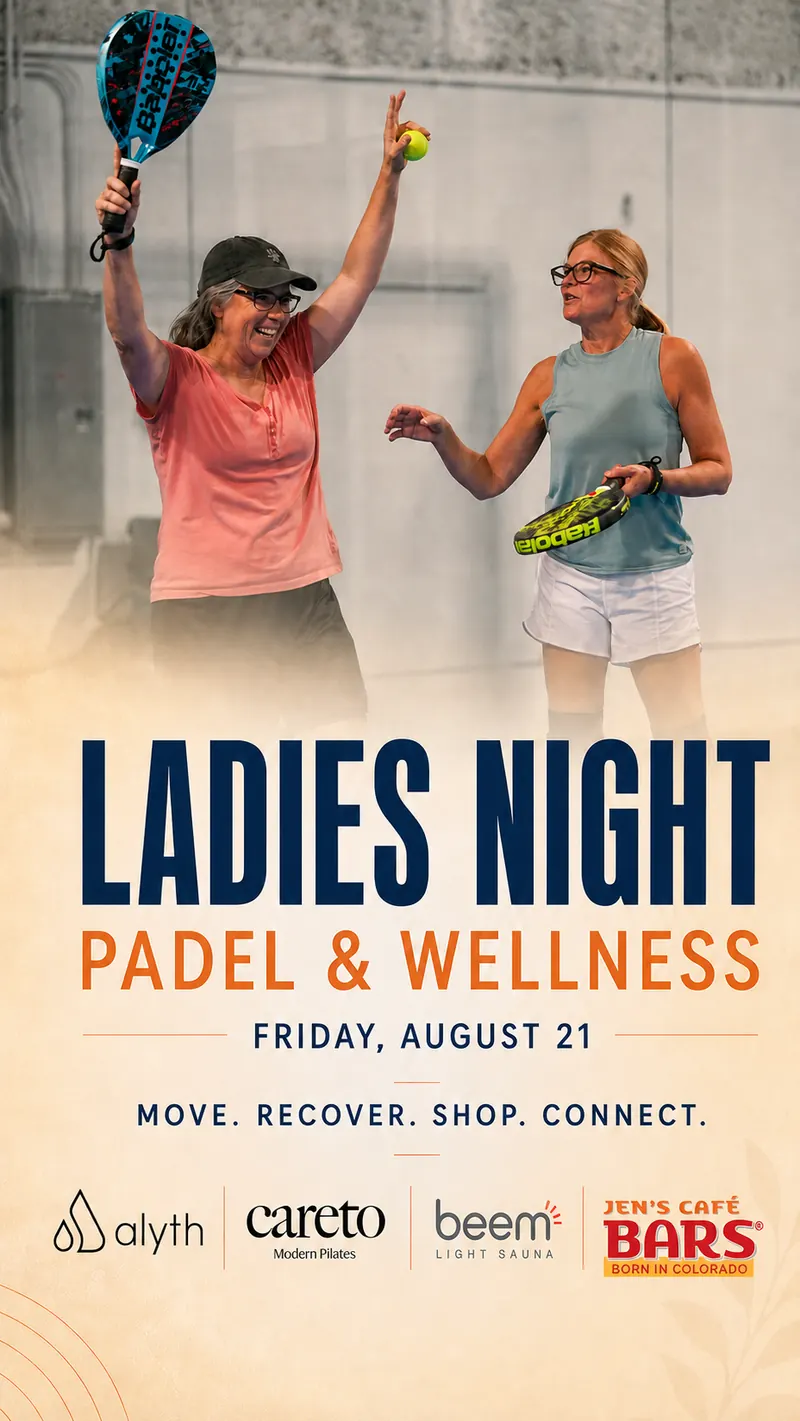 Babolat
Babolat
LADIES NIGHT
PADEL & WELLNESS
FRIDAY, AUGUST 21
MOVE. RECOVER. SHOP. CONNECT.
alyth
careto
Modern Pilates
beem
LIGHT SAUNA
JEN'S CAFÉ
BARS®
BORN IN COLORADO